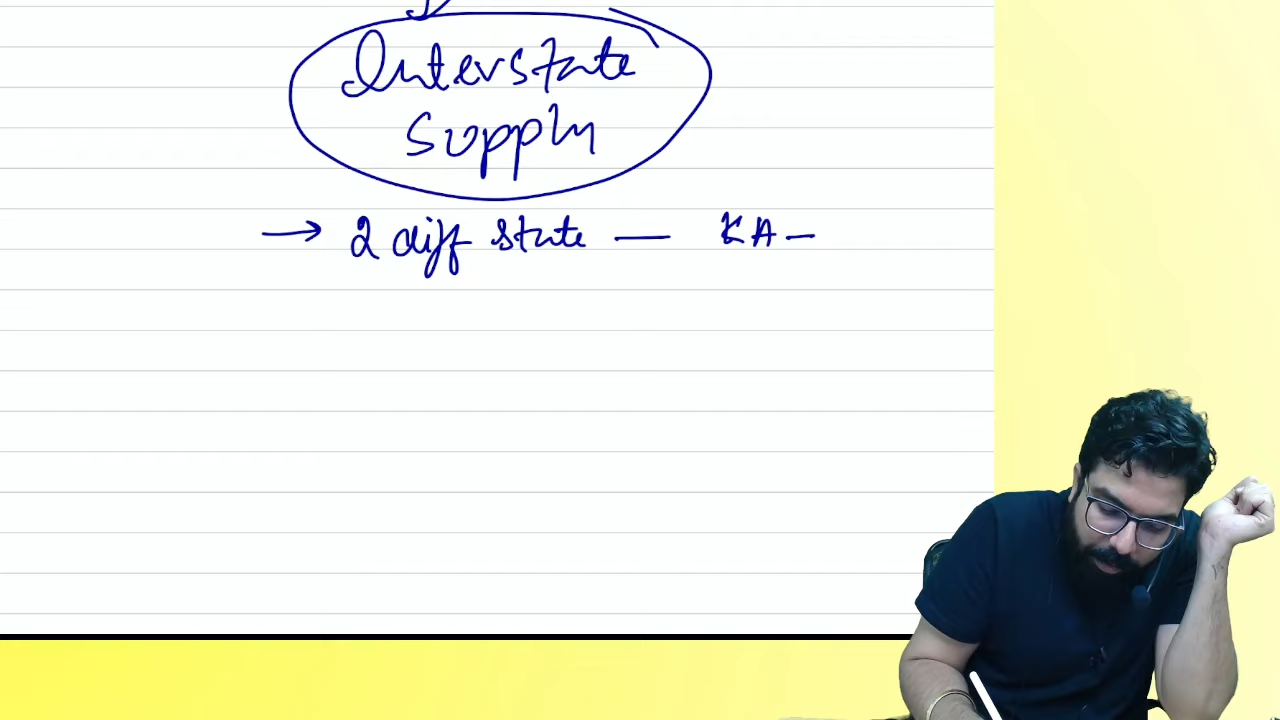 Interstate
Supply
→ 2 diff state — KA –